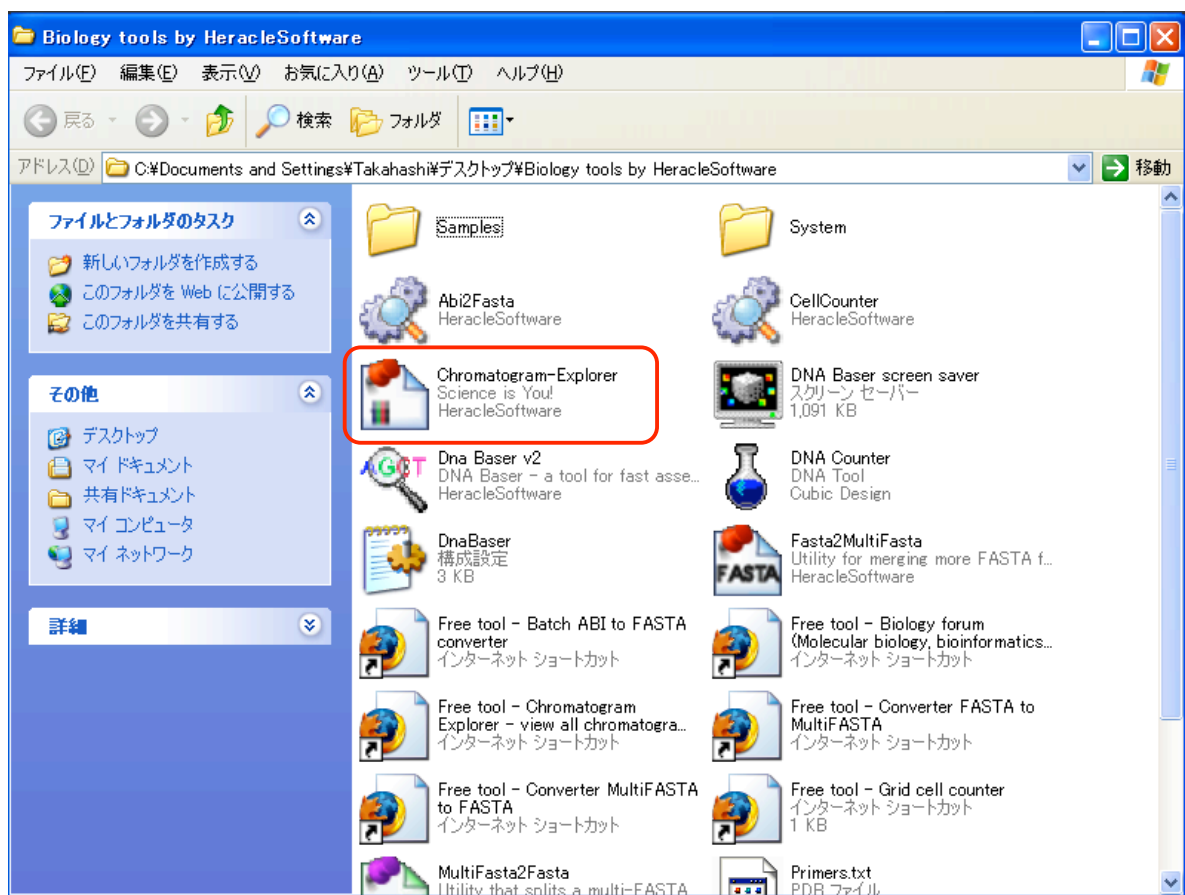 Biology tools by HeracleSoftware
ファイル(F) 編集(E) 表示(V) お気に入り(A) ツール(T) ヘルプ(H)
戻る 検索 フォルダ
アドレス(D) C:¥Documents and Settings¥Takahashi¥デスクトップ¥Biology tools by HeracleSoftware 移動
ファイルとフォルダのタスク
新しいフォルダを作成する
このフォルダを Web に公開する
このフォルダを共有する
その他
デスクトップ
マイ ドキュメント
共有ドキュメント
マイ コンピュータ
マイ ネットワーク
詳細
Samples
System
Abi2Fasta
HeracleSoftware
CellCounter
HeracleSoftware
Chromatogram-Explorer
Science is You!
HeracleSoftware
DNA Baser screen saver
スクリーン セーバー
1,091 KB
AGCT
Dna Baser v2
DNA Baser - a tool for fast asse...
HeracleSoftware
DNA Counter
DNA Tool
Cubic Design
DnaBaser
構成設定
3 KB
FASTA
Fasta2MultiFasta
Utility for merging more FASTA f...
HeracleSoftware
Free tool - Batch ABI to FASTA
converter
インターネット ショートカット
Free tool - Biology forum
(Molecular biology, bioinformatics...
インターネット ショートカット
Free tool - Chromatogram
Explorer - view all chromatogra...
インターネット ショートカット
Free tool - Converter FASTA to
MultiFASTA
インターネット ショートカット
Free tool - Converter MultiFASTA
to FASTA
インターネット ショートカット
Free tool - Grid cell counter
インターネット ショートカット
1 KB
MultiFasta2Fasta
Utility that splits a multi-FASTA
Primers.txt
PDB ファイル